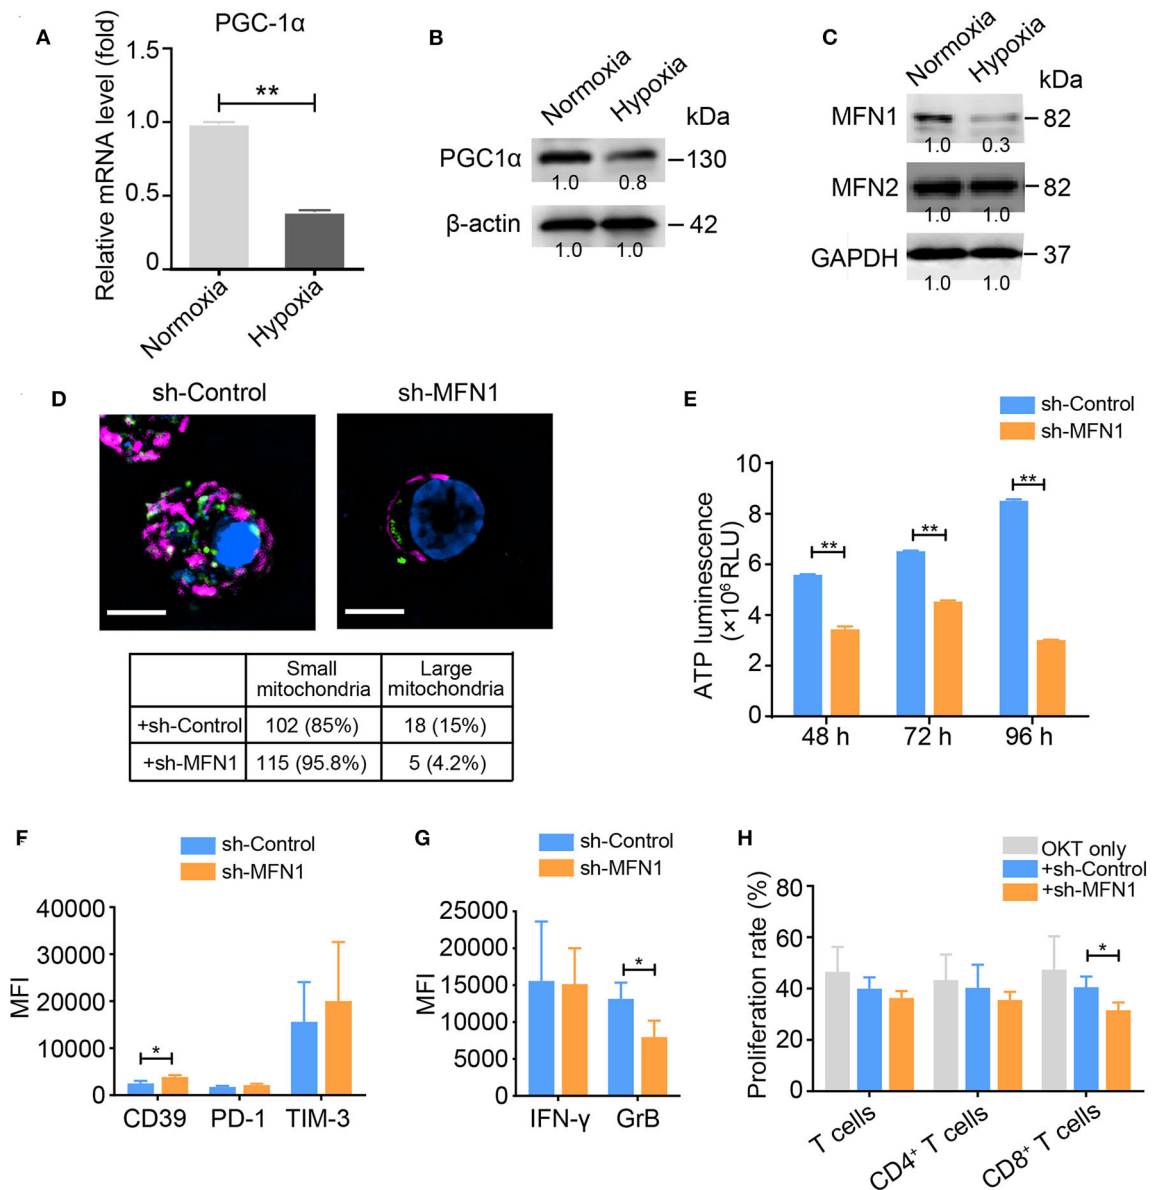 A
PGC-1α
Relative mRNA level (fold)
1.5
1.0
0.5
0
**
Normoxia
Hypoxia
B
Normoxia
Hypoxia
kDa
PGC1α
130
1.0
0.8
β-actin
42
1.0
1.0
C
Normoxia
Hypoxia
kDa
MFN1
82
1.0
0.3
MFN2
82
1.0
1.0
GAPDH
37
1.0
1.0
D
sh-Control
sh-MFN1
Small mitochondria
Large mitochondria
+sh-Control 102 (85%) 18 (15%)
+sh-MFN1 115 (95.8%) 5 (4.2%)
E
sh-Control
sh-MFN1
ATP luminescence
(×10⁶ RLU)
10
8
6
4
2
0
**
**
**
48 h
72 h
96 h
F
sh-Control
sh-MFN1
MFI
40000
30000
20000
10000
0
*
CD39
PD-1
TIM-3
G
sh-Control
sh-MFN1
MFI
25000
20000
15000
10000
5000
0
*
IFN-γ
GrB
H
OKT only
+sh-Control
+sh-MFN1
Proliferation rate (%)
80
60
40
20
0
*
T cells
CD4⁺ T cells
CD8⁺ T cells